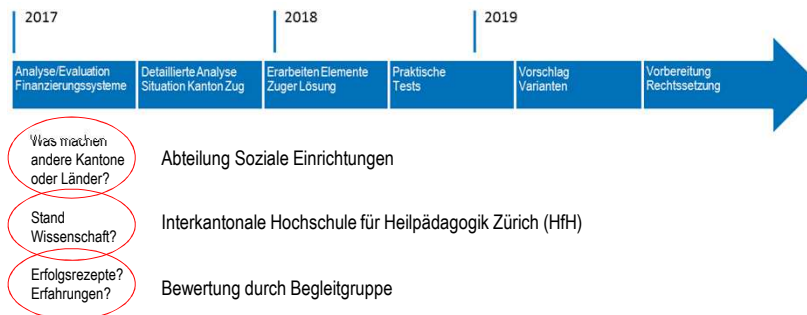 2017
2018
2019
Analyse/Evaluation
Finanzierungssysteme
Detaillierte Analyse
Situation Kanton Zug
Erarbeiten Elemente
Zuger Lösung
Praktische
Tests
Vorschlag
Varianten
Vorbereitung
Rechtssetzung
Was machen
andere Kantone
oder Länder?
Abteilung Soziale Einrichtungen
Stand
Wissenschaft?
Interkantonale Hochschule für Heilpädagogik Zürich (HfH)
Erfolgsrezepte?
Erfahrungen?
Bewertung durch Begleitgruppe